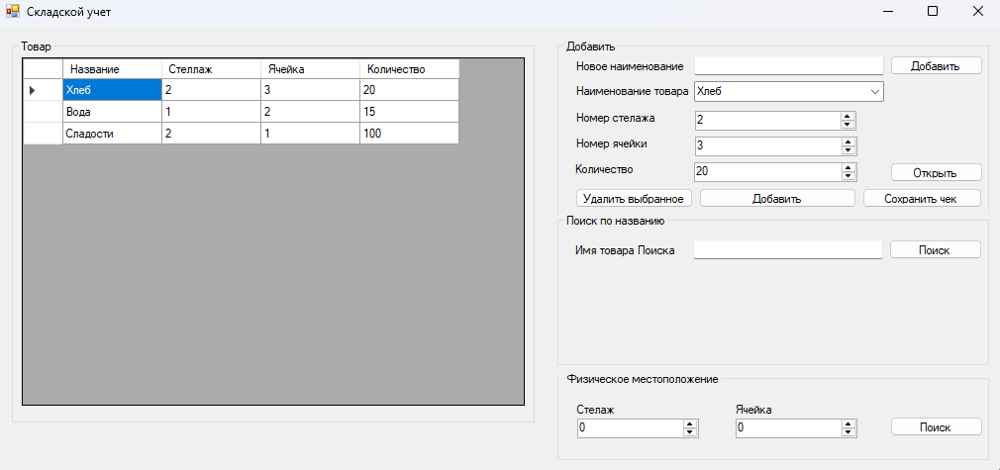 Складской учет
Товар
Название Стеллаж Ячейка Количество
Хлеб 2 3 20
Вода 1 2 15
Сладости 2 1 100
Добавить
Новое наименование Добавить
Наименование товара Хлеб
Номер стелажа 2
Номер ячейки 3
Количество 20 Открыть
Удалить выбранное Добавить Сохранить чек
Поиск по названию
Имя товара Поиска Поиск
Физическое местоположение
Стелаж Ячейка
0 0 Поиск